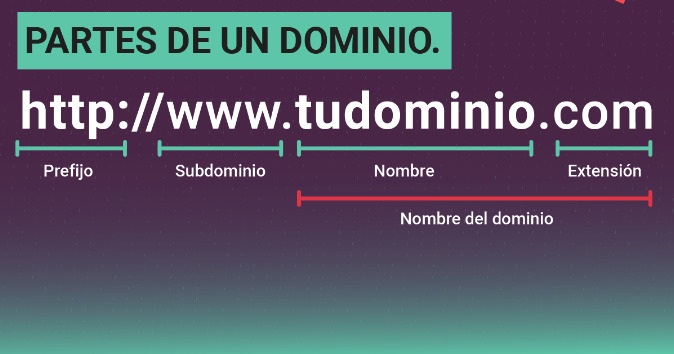 PARTES DE UN DOMINIO.
http://www.tudominio.com
Prefijo Subdominio Nombre Extensión
Nombre del dominio